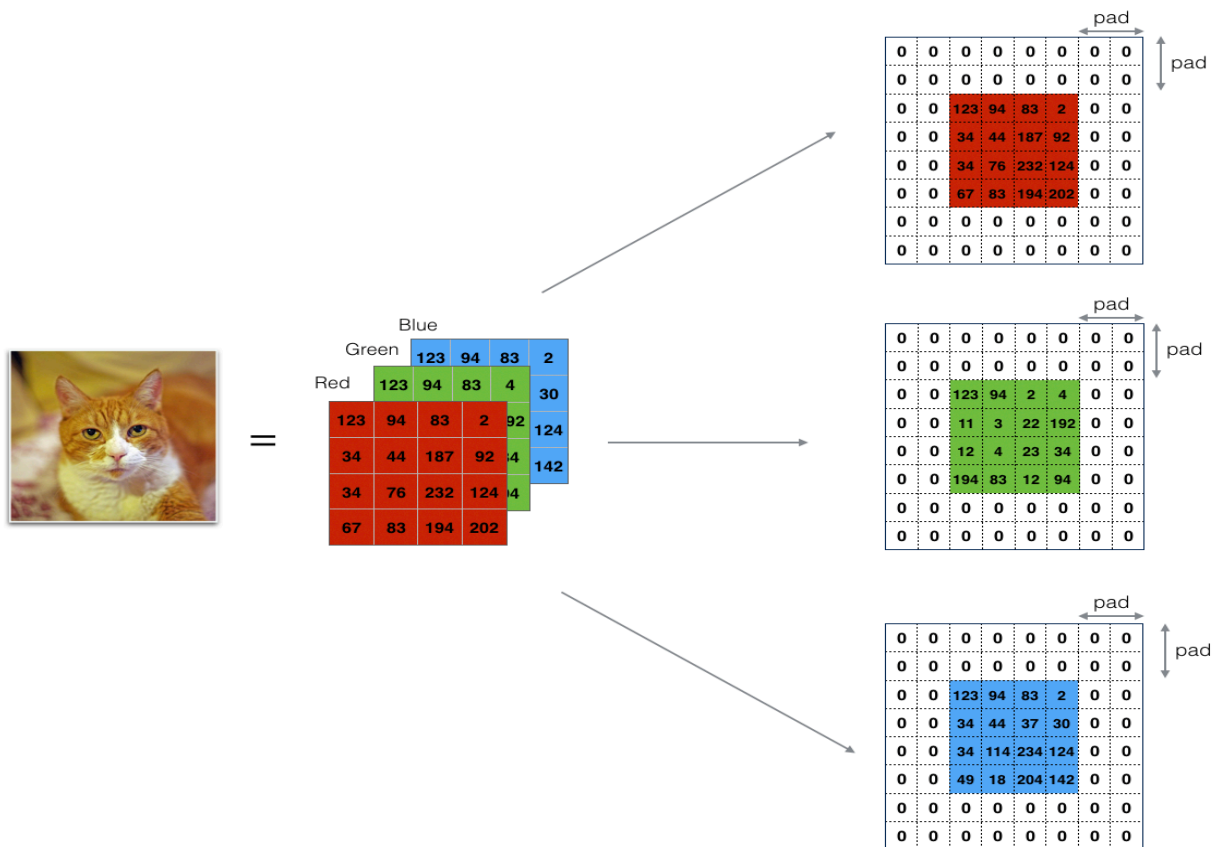 pad
0 0 0 0 0 0 0 0
pad
0 0 0 0 0 0 0 0
0 0 123 94 83 2 0 0
0 0 34 44 187 92 0 0
0 0 34 76 232 124 0 0
0 0 67 83 194 202 0 0
0 0 0 0 0 0 0 0
0 0 0 0 0 0 0 0
Blue
123 94 83 2
30
124
142
Green
123 94 83 4
92
Red
123 94 83 2
34 44 187 92
34 76 232 124
67 83 194 202
=
pad
0 0 0 0 0 0 0 0
pad
0 0 0 0 0 0 0 0
0 0 123 94 2 4 0 0
0 0 11 3 22 192 0 0
0 0 12 4 23 34 0 0
0 0 194 83 12 94 0 0
0 0 0 0 0 0 0 0
0 0 0 0 0 0 0 0
pad
0 0 0 0 0 0 0 0
pad
0 0 0 0 0 0 0 0
0 0 123 94 83 2 0 0
0 0 34 44 37 30 0 0
0 0 34 114 234 124 0 0
0 0 49 18 204 142 0 0
0 0 0 0 0 0 0 0
0 0 0 0 0 0 0 0